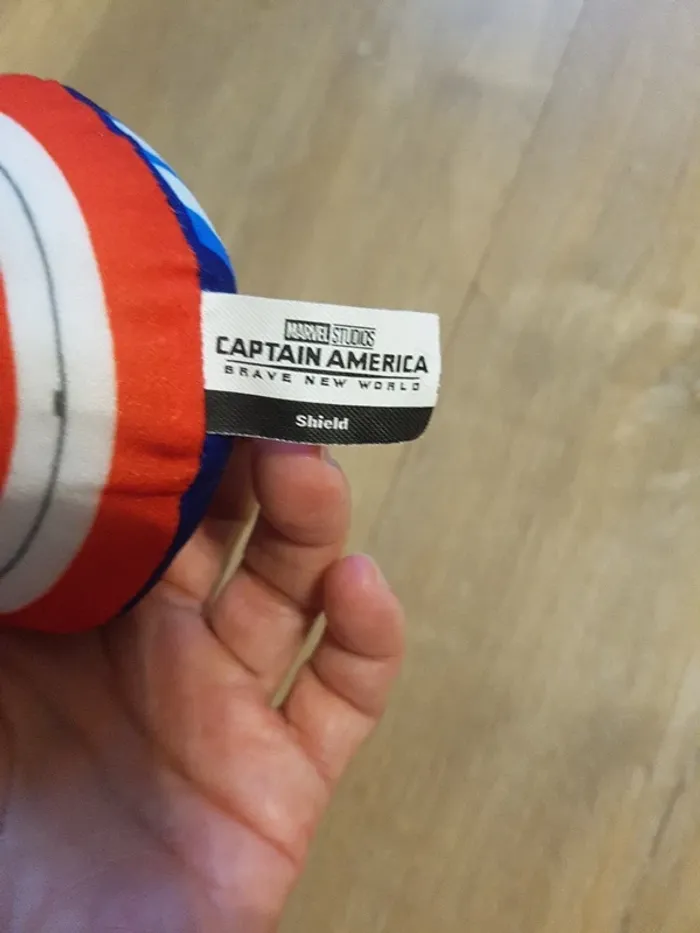 MARVEL STUDIOS
CAPTAIN AMERICA
BRAVE NEW WORLD
Shield